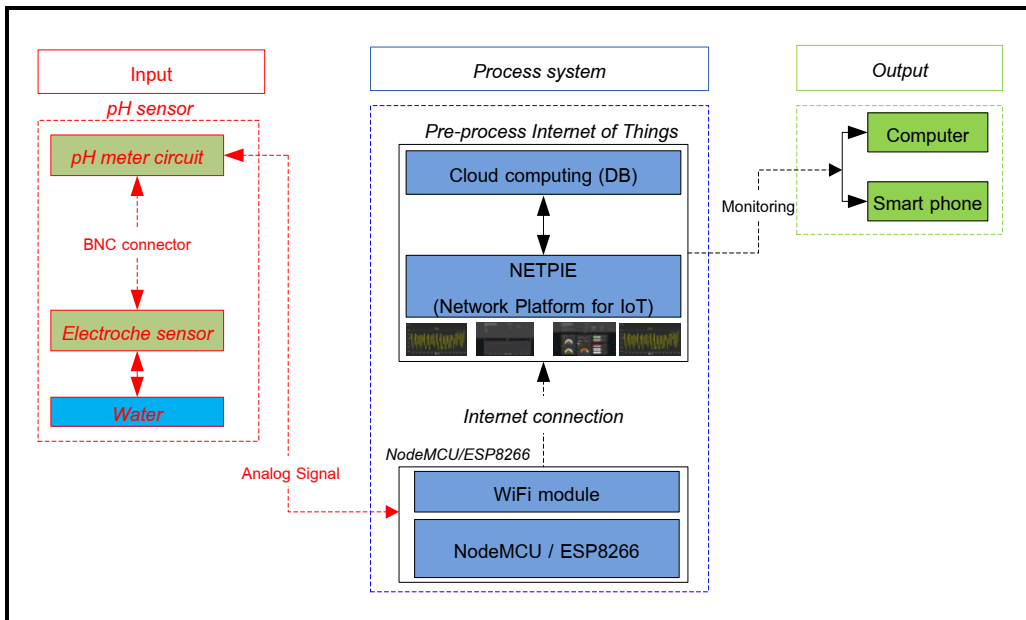 Input
pH sensor
pH meter circuit
BNC connector
Electroche sensor
Water
Analog Signal
Process system
Pre-process Internet of Things
Cloud computing (DB)
NETPIE
(Network Platform for IoT)
Internet connection
NodeMCU/ESP8266
WiFi module
NodeMCU / ESP8266
Monitoring
Output
Computer
Smart phone